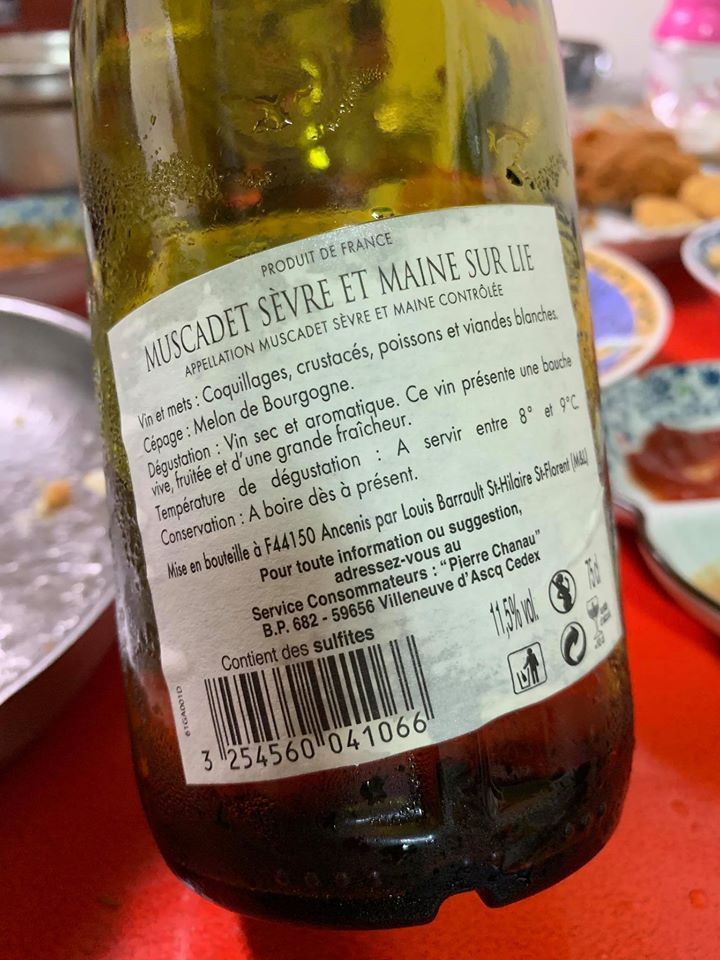 PRODUIT DE FRANCE
MUSCADET SÈVRE ET MAINE SUR LIE
APPELLATION MUSCADET SÈVRE ET MAINE CONTRÔLÉE
Vin et mets : Coquillages, crustacés, poissons et viandes blanches.
Cépage : Melon de Bourgogne.
Dégustation : Vin sec et aromatique. Ce vin présente une bouche
vive, fruitée et d'une grande fraîcheur.
Température de dégustation : A servir entre 8° et 9°C
Conservation : A boire dès à présent.
Mise en bouteille à F44150 Ancenis par Louis Barrault St-Hilaire St-Florent (M&L)
Pour toute information ou suggestion,
adressez-vous au
Service Consommateurs : "Pierre Chanau"
B.P. 682 - 59656 Villeneuve d'Ascq Cedex
11,5% vol. 75 cl
Contient des sulfites
3 254560 041066